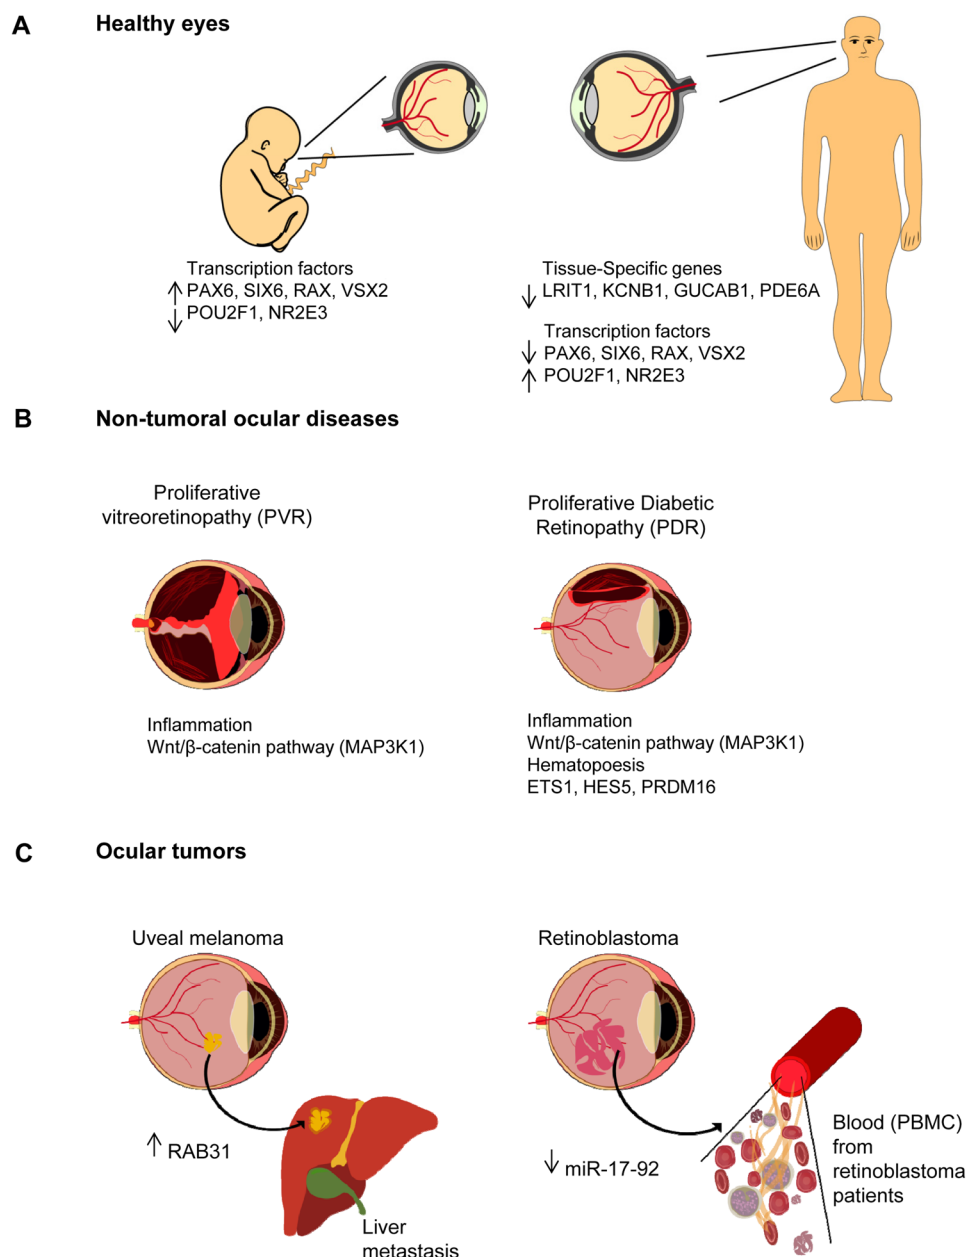 A
Healthy eyes
Transcription factors
↑ PAX6, SIX6, RAX, VSX2
↓ POU2F1, NR2E3
Tissue-Specific genes
↓ LRIT1, KCNB1, GUCAB1, PDE6A
Transcription factors
↓ PAX6, SIX6, RAX, VSX2
↑ POU2F1, NR2E3
B
Non-tumoral ocular diseases
Proliferative
vitreoretinopathy (PVR)
Inflammation
Wnt/β-catenin pathway (MAP3K1)
Proliferative Diabetic
Retinopathy (PDR)
Inflammation
Wnt/β-catenin pathway (MAP3K1)
Hematopoesis
ETS1, HES5, PRDM16
C
Ocular tumors
Uveal melanoma
↑ RAB31
Liver
metastasis
Retinoblastoma
↓ miR-17-92
Blood (PBMC)
from
retinoblastoma
patients